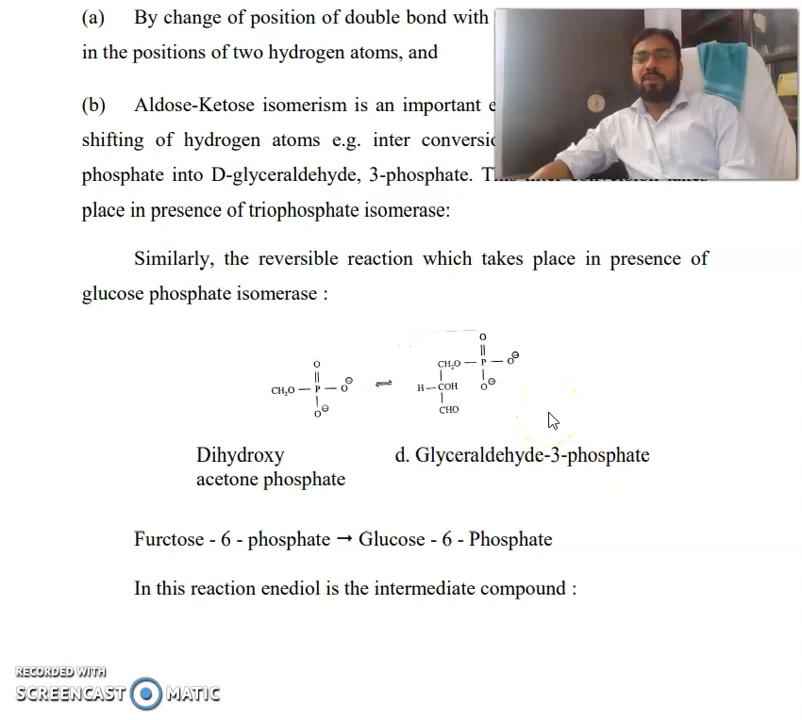 (a) By change of position of double bond with
in the positions of two hydrogen atoms, and
(b) Aldose-Ketose isomerism is an important
shifting of hydrogen atoms e.g. inter
phosphate into D-glyceraldehyde, 3-phosphate.
place in presence of triophosphate isomerase:
Similarly, the reversible reaction which takes place in presence of
glucose phosphate isomerase :
O
||
CH₂O — P — O⊖
|
O⊖
⇌
O
||
CH₂O — P — O⊖
| |
H — COH O⊖
|
CHO
Dihydroxy
acetone phosphate
d. Glyceraldehyde-3-phosphate
Furctose - 6 - phosphate → Glucose - 6 - Phosphate
In this reaction enediol is the intermediate compound :
RECORDED WITH
SCREENCAST O MATIC